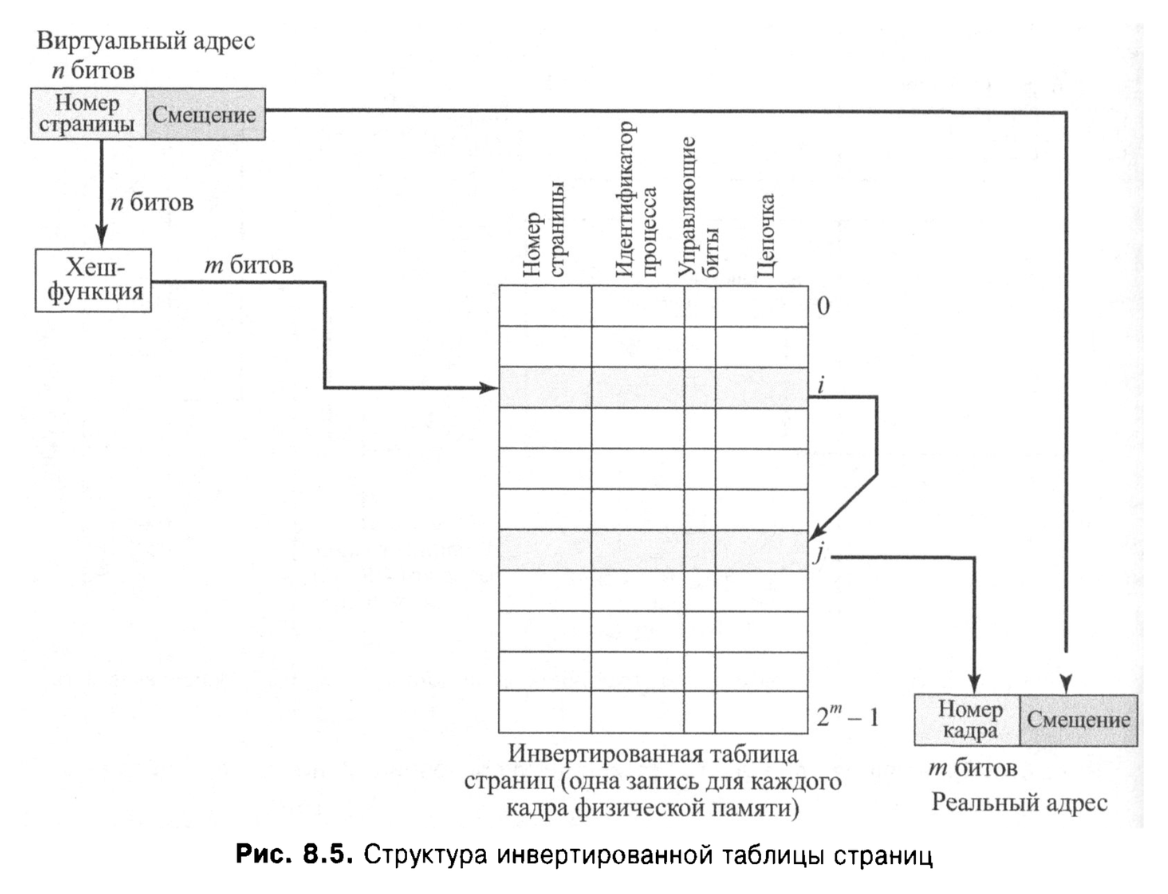 Виртуальный адрес
n битов
Номер
страницы
Смещение
n битов
Хеш-
функция
m битов
Номер
страницы
Идентификатор
процесса
Управляющие
биты
Цепочка
0
i
j
2^m – 1
Номер
кадра
Смещение
m битов
Реальный адрес
Инвертированная таблица
страниц (одна запись для каждого
кадра физической памяти)
Рис. 8.5. Структура инвертированной таблицы страниц